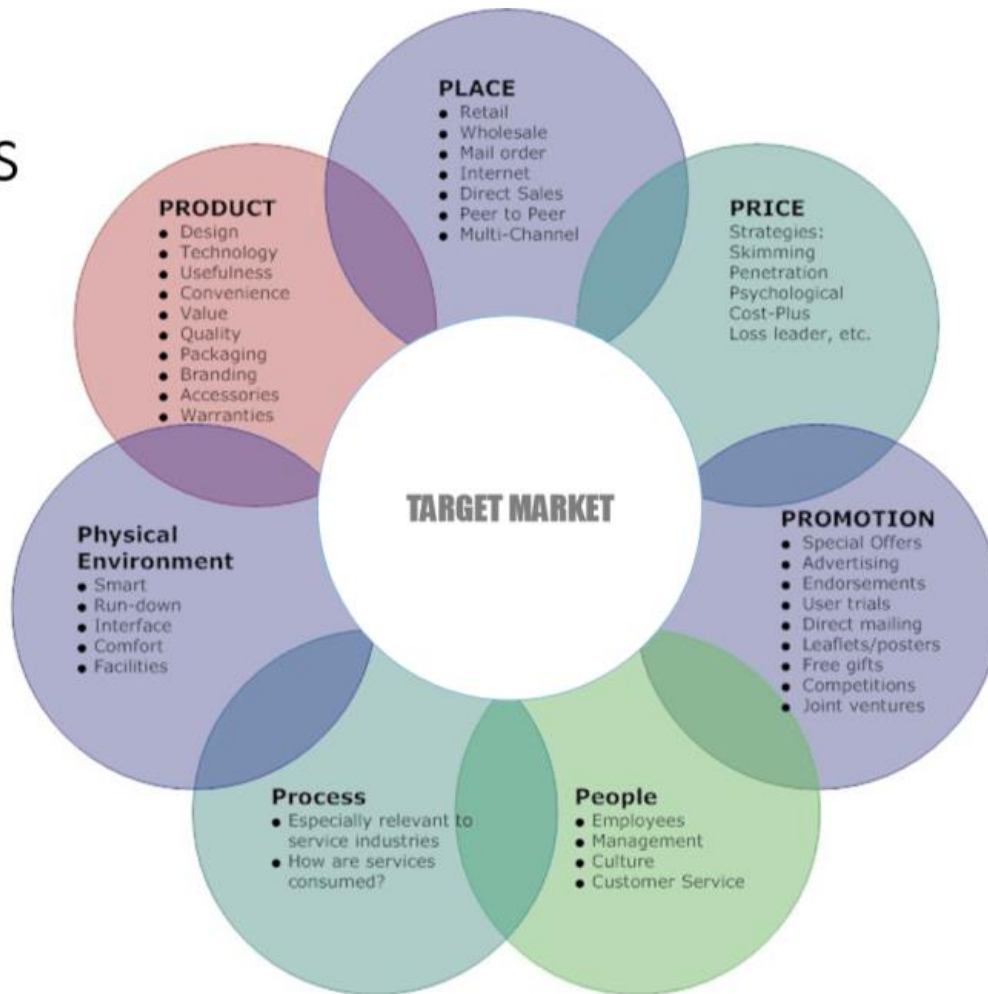 S
PLACE
● Retail
● Wholesale
● Mail order
● Internet
● Direct Sales
● Peer to Peer
● Multi-Channel
PRODUCT
● Design
● Technology
● Usefulness
● Convenience
● Value
● Quality
● Packaging
● Branding
● Accessories
● Warranties
PRICE
Strategies:
Skimming
Penetration
Psychological
Cost-Plus
Loss leader, etc.
TARGET MARKET
Physical
Environment
● Smart
● Run-down
● Interface
● Comfort
● Facilities
PROMOTION
● Special Offers
● Advertising
● Endorsements
● User trials
● Direct mailing
● Leaflets/posters
● Free gifts
● Competitions
● Joint ventures
Process
● Especially relevant to
service industries
● How are services
consumed?
People
● Employees
● Management
● Culture
● Customer Service